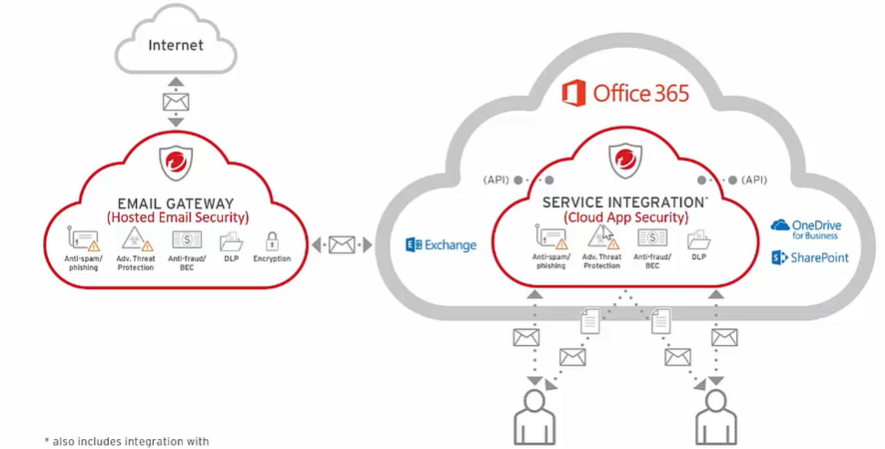 Internet
Office 365
EMAIL GATEWAY
(Hosted Email Security)
Anti-spam/
phishing
Adv. Threat
Protection
Anti-fraud/
BEC
DLP
Encryption
(API)
(API)
SERVICE INTEGRATION*
(Cloud App Security)
Exchange
OneDrive
for Business
SharePoint
Anti-spam/
phishing
Adv. Threat
Protection
Anti-fraud/
BEC
DLP
* also includes integration with